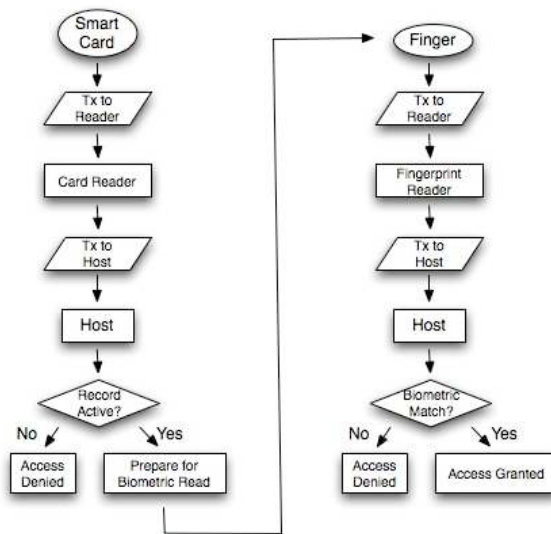 Smart
Card
Tx to
Reader
Card Reader
Tx to
Host
Host
Record
Active?
No
Yes
Access
Denied
Prepare for
Biometric Read
Finger
Tx to
Reader
Fingerprint
Reader
Tx to
Host
Host
Biometric
Match?
No
Yes
Access
Denied
Access Granted